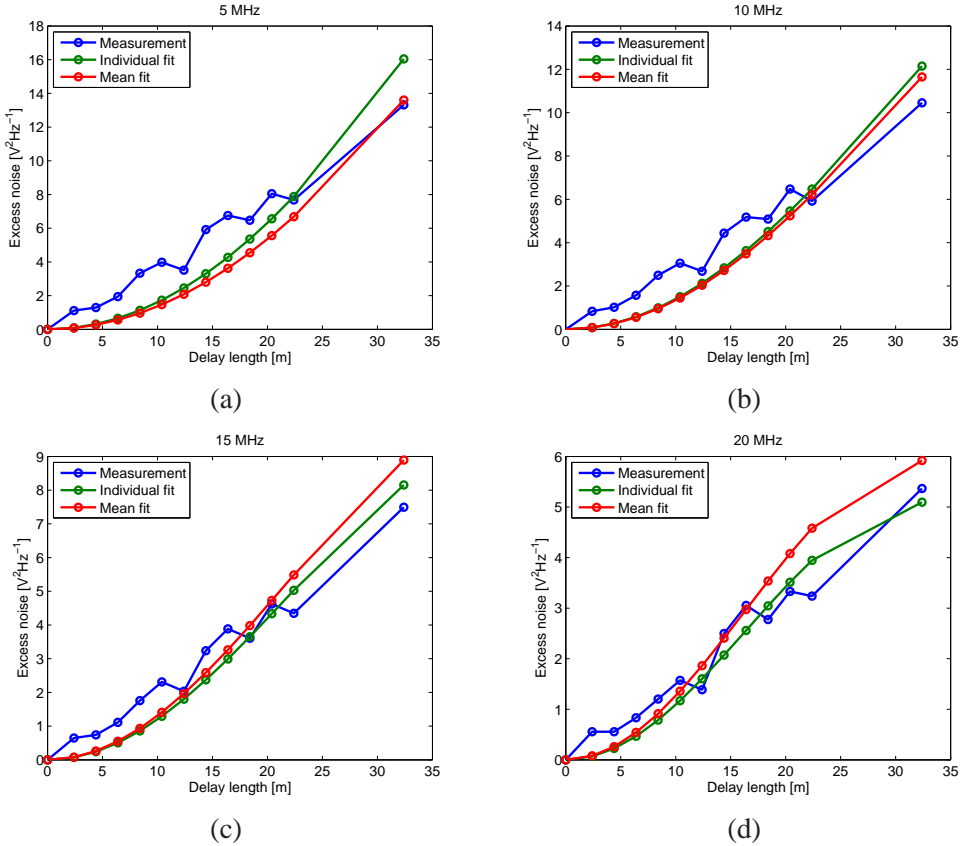 5 MHz
Excess noise [V²Hz⁻¹]
18
16
14
12
10
8
6
4
2
0
Measurement
Individual fit
Mean fit
0 5 10 15 20 25 30 35
Delay length [m]
(a)
10 MHz
Excess noise [V²Hz⁻¹]
14
12
10
8
6
4
2
0
Measurement
Individual fit
Mean fit
0 5 10 15 20 25 30 35
Delay length [m]
(b)
15 MHz
Excess noise [V²Hz⁻¹]
9
8
7
6
5
4
3
2
1
0
Measurement
Individual fit
Mean fit
0 5 10 15 20 25 30 35
Delay length [m]
(c)
20 MHz
Excess noise [V²Hz⁻¹]
6
5
4
3
2
1
0
Measurement
Individual fit
Mean fit
0 5 10 15 20 25 30 35
Delay length [m]
(d)